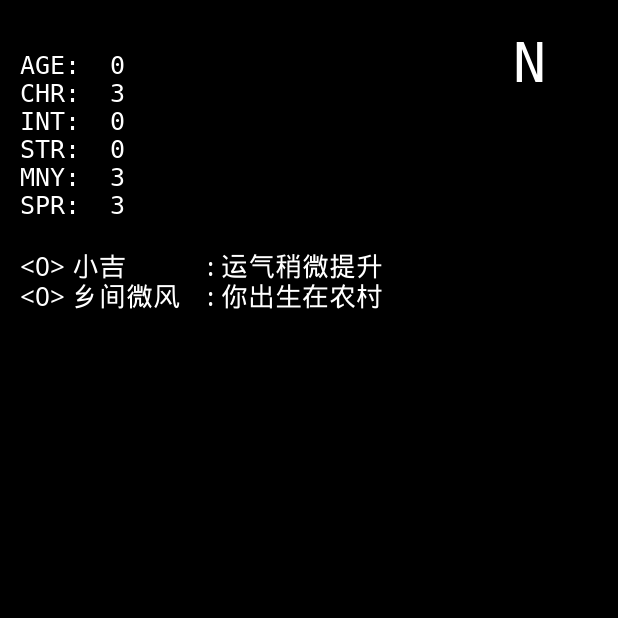 N
AGE: 0
CHR: 3
INT: 0
STR: 0
MNY: 3
SPR: 3
<O> 小吉 : 运气稍微提升
<O> 乡间微风 : 你出生在农村